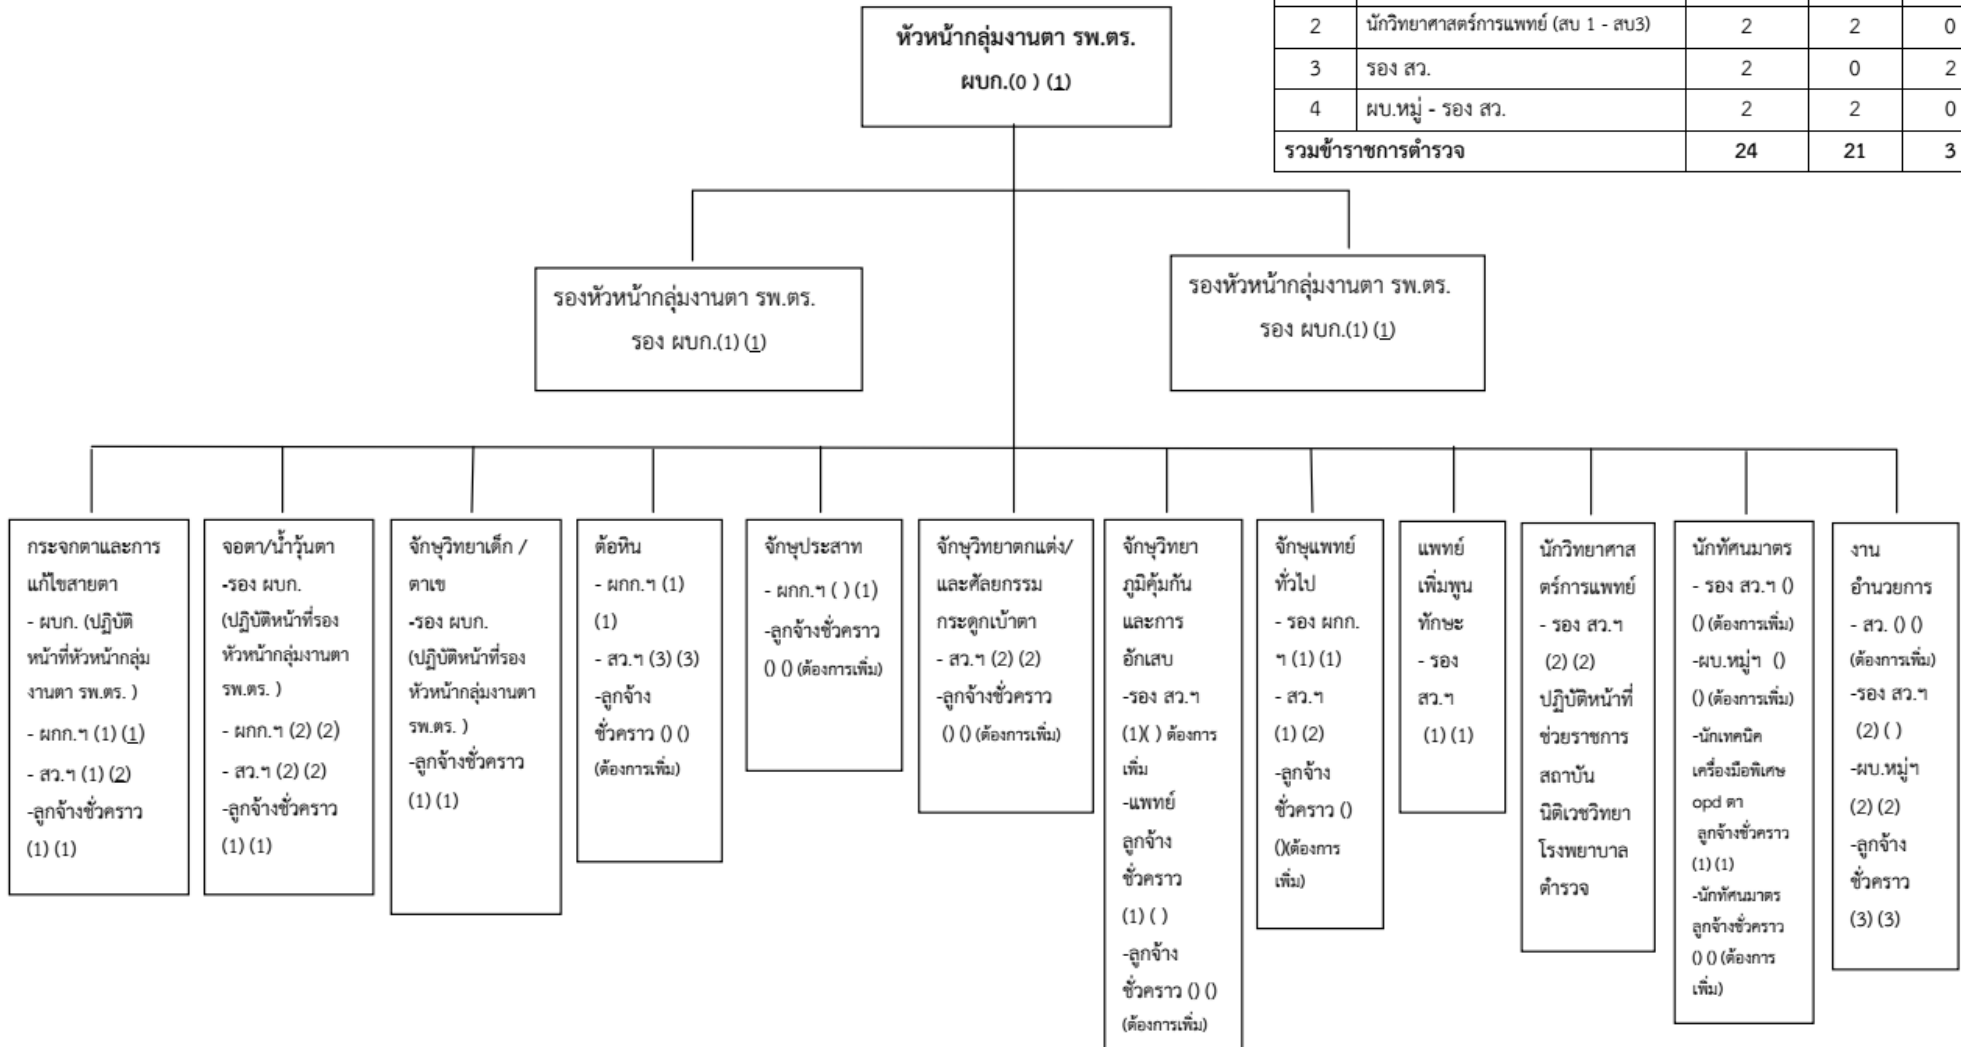 หัวหน้ากลุ่มงานตา รพ.ตร.
ผบก.(0 ) (1)
2 นักวิทยาศาสตร์การแพทย์ (สบ 1 - สบ3) 2 2 0
3 รอง สว. 2 0 2
4 ผบ.หมู่ - รอง สว. 2 2 0
รวมข้าราชการตำรวจ 24 21 3
รองหัวหน้ากลุ่มงานตา รพ.ตร.
รอง ผบก.(1) (1)
รองหัวหน้ากลุ่มงานตา รพ.ตร.
รอง ผบก.(1) (1)
กระจกตาและการ
แก้ไขสายตา
- ผบก. (ปฏิบัติ
หน้าที่หัวหน้ากลุ่ม
งานตา รพ.ตร. )
- ผกก.ฯ (1) (1)
- สว.ฯ (1) (2)
-ลูกจ้างชั่วคราว
(1) (1)
จอตา/น้ำวุ้นตา
-รอง ผบก.
(ปฏิบัติหน้าที่รอง
หัวหน้ากลุ่มงานตา
รพ.ตร. )
- ผกก.ฯ (2) (2)
- สว.ฯ (2) (2)
-ลูกจ้างชั่วคราว
(1) (1)
จักษุวิทยาเด็ก /
ตาเข
-รอง ผบก.
(ปฏิบัติหน้าที่รอง
หัวหน้ากลุ่มงานตา
รพ.ตร. )
-ลูกจ้างชั่วคราว
(1) (1)
ต้อหิน
- ผกก.ฯ (1)
(1)
- สว.ฯ (3) (3)
-ลูกจ้าง
ชั่วคราว () ()
(ต้องการเพิ่ม)
จักษุประสาท
- ผกก.ฯ ( ) (1)
-ลูกจ้างชั่วคราว
() () (ต้องการเพิ่ม)
จักษุวิทยาตกแต่ง/
และศัลยกรรม
กระดูกเบ้าตา
- สว.ฯ (2) (2)
-ลูกจ้างชั่วคราว
() () (ต้องการเพิ่ม)
จักษุวิทยา
ภูมิคุ้มกัน
และการ
อักเสบ
-รอง สว.ฯ
(1)( ) ต้องการ
เพิ่ม
-แพทย์
ลูกจ้าง
ชั่วคราว
(1) ( )
-ลูกจ้าง
ชั่วคราว () ()
(ต้องการเพิ่ม)
จักษุแพทย์
ทั่วไป
- รอง ผกก.
ฯ (1) (1)
- สว.ฯ
(1) (2)
-ลูกจ้าง
ชั่วคราว ()
()(ต้องการ
เพิ่ม)
แพทย์
เพิ่มพูน
ทักษะ
- รอง
สว.ฯ
(1) (1)
นักวิทยาศาส
ตร์การแพทย์
- รอง สว.ฯ
(2) (2)
ปฏิบัติหน้าที่
ช่วยราชการ
สถาบัน
นิติเวชวิทยา
โรงพยาบาล
ตำรวจ
นักทัศนมาตร
- รอง สว.ฯ ()
() (ต้องการเพิ่ม)
-ผบ.หมู่ฯ ()
() (ต้องการเพิ่ม)
-นักเทคนิค
เครื่องมือพิเศษ
opd ตา
ลูกจ้างชั่วคราว
(1) (1)
-นักทัศนมาตร
ลูกจ้างชั่วคราว
() () (ต้องการ
เพิ่ม)
งาน
อำนวยการ
- สว. () ()
(ต้องการเพิ่ม)
-รอง สว.ฯ
(2) ( )
-ผบ.หมู่ฯ
(2) (2)
-ลูกจ้าง
ชั่วคราว
(3) (3)